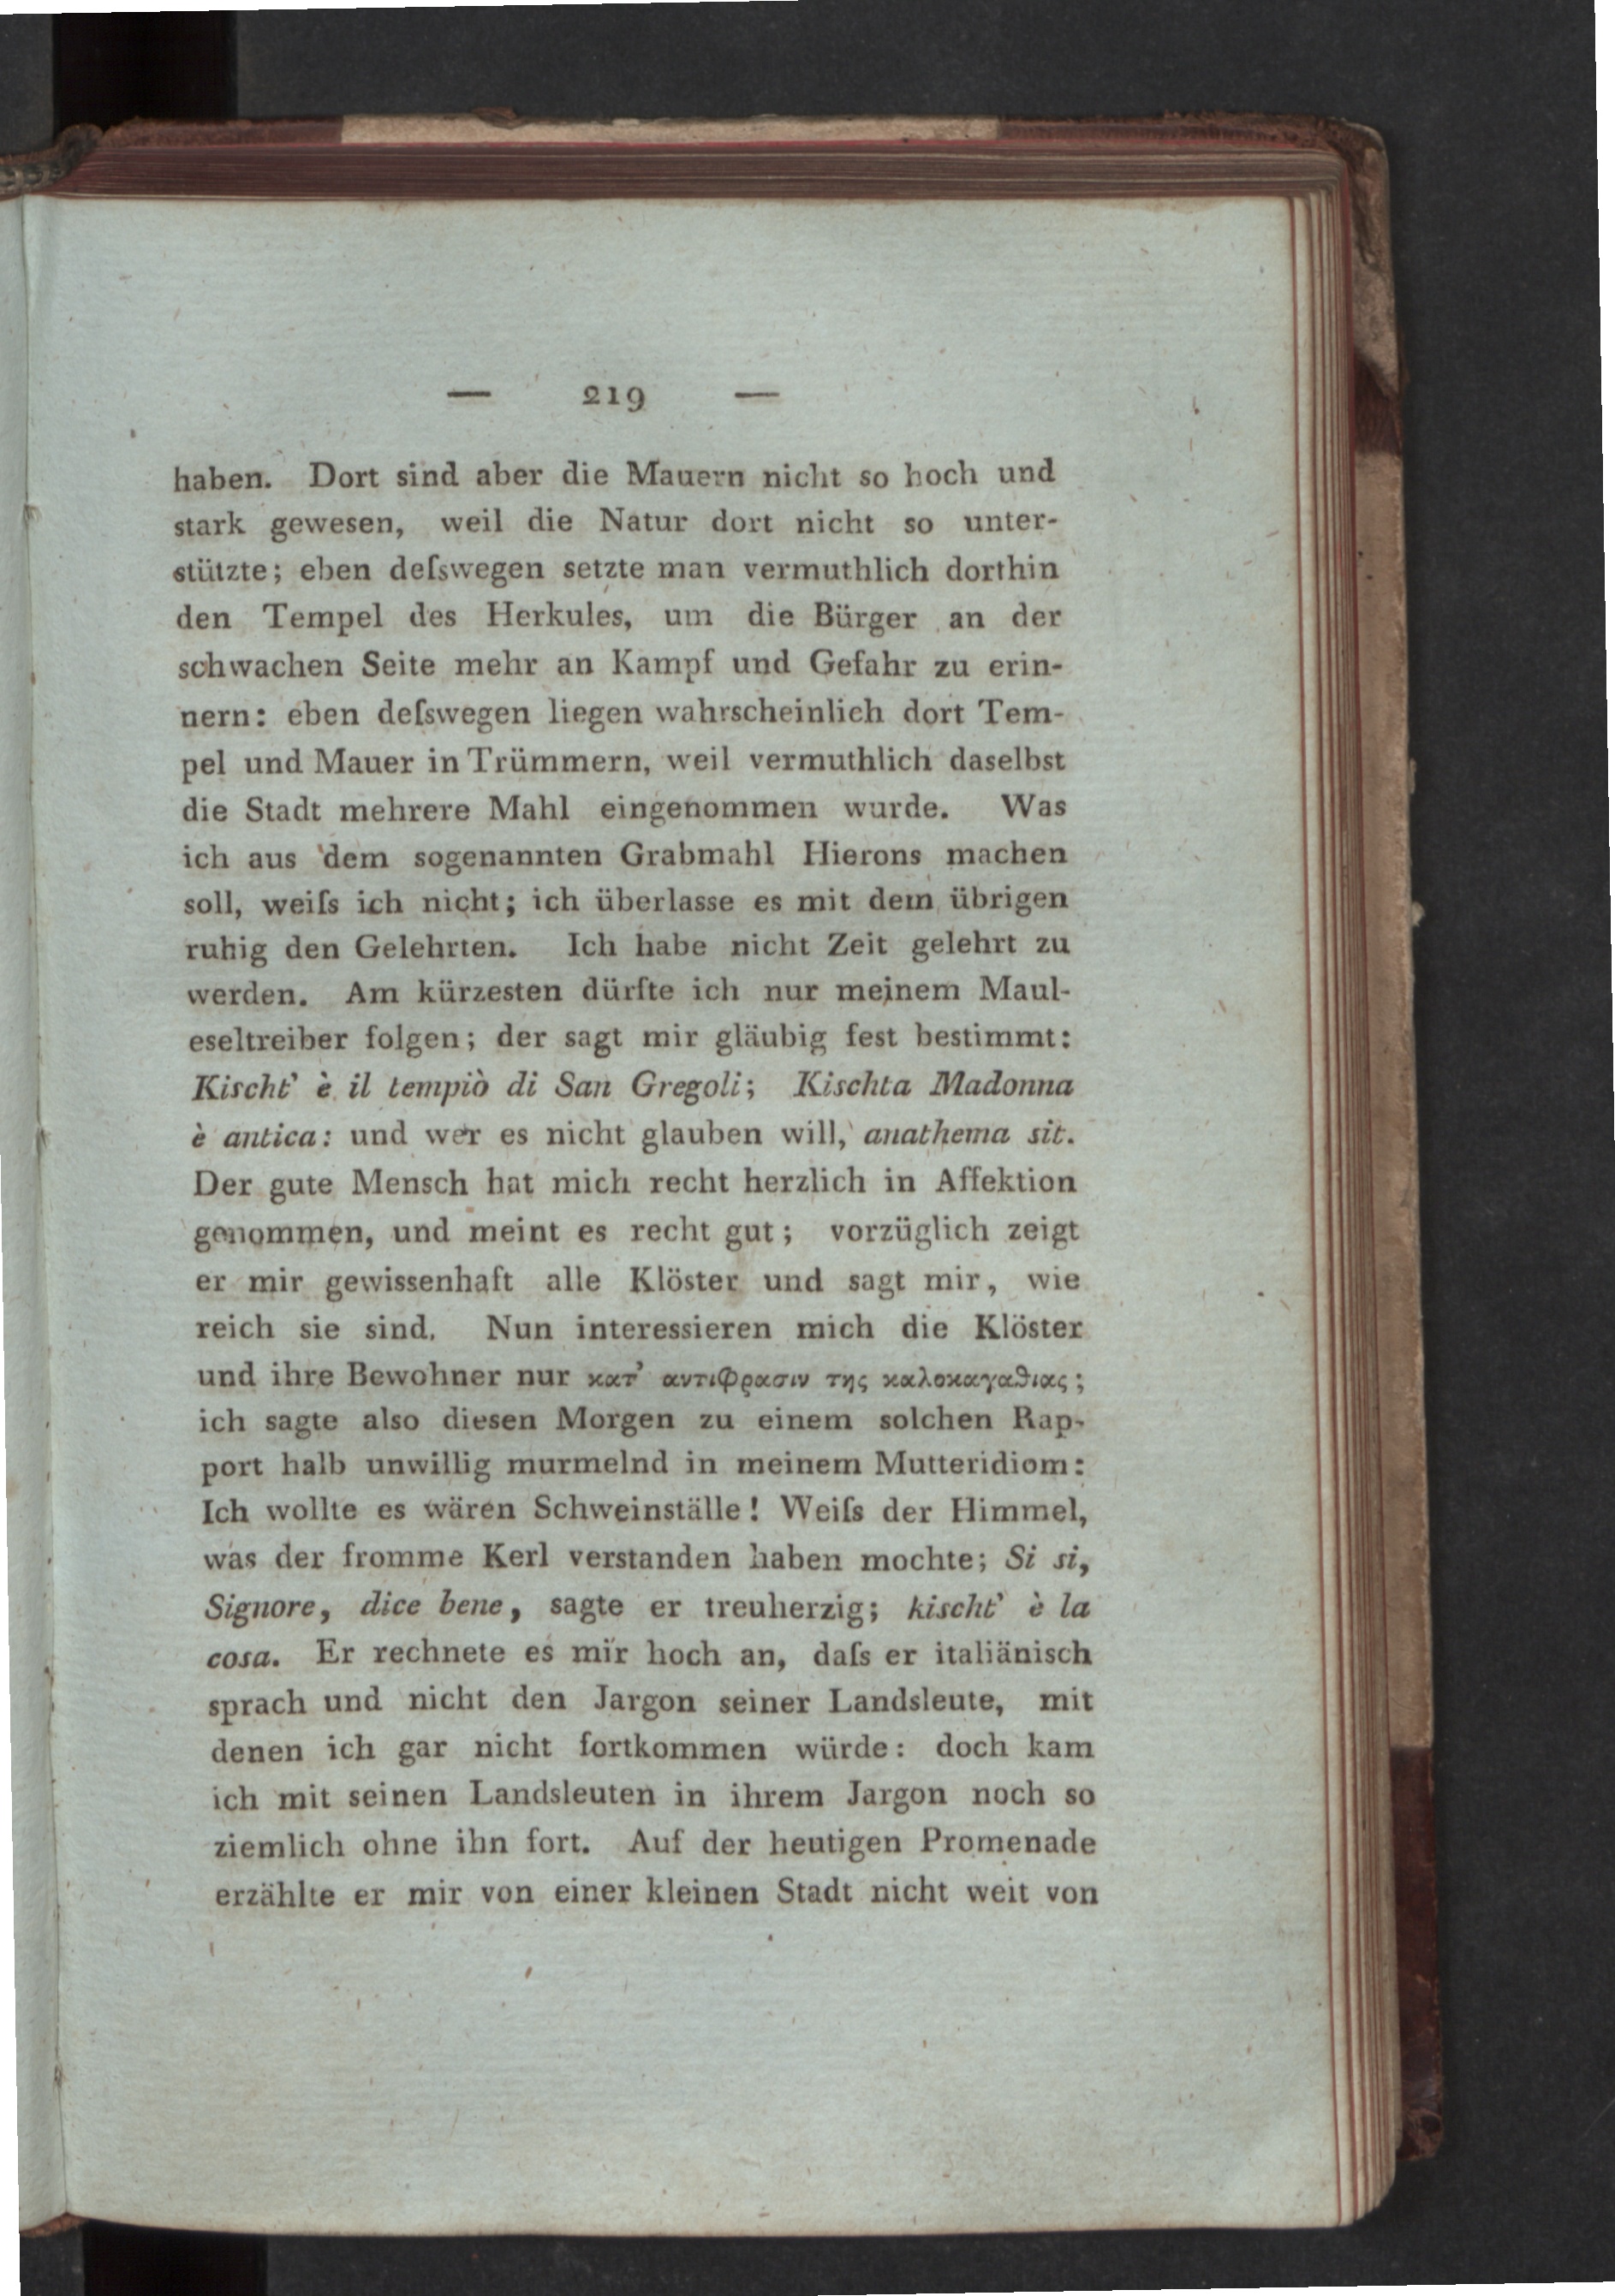 — 219 —
haben. Dort sind aber die Mauern nicht so hoch und
stark gewesen, weil die Natur dort nicht so unter-
stützte; eben deſswegen setzte man vermuthlich dorthin
den Tempel des Herkules, um die Bürger an der
schwachen Seite mehr an Kampf und Gefahr zu erin-
nern: eben deſswegen liegen wahrscheinlich dort Tem-
pel und Mauer in Trümmern, weil vermuthlich daselbst
die Stadt mehrere Mahl eingenommen wurde. Was
ich aus dem sogenannten Grabmahl Hierons machen
soll, weiſs ich nicht; ich überlasse es mit dem übrigen
ruhig den Gelehrten. Ich habe nicht Zeit gelehrt zu
werden. Am kürzesten dürfte ich nur meinem Maul-
eseltreiber folgen; der sagt mir gläubig fest bestimmt:
Kischt' è il tempiò di San Gregoli; Kischta Madonna
è antica: und wer es nicht glauben will, anathema sit.
Der gute Mensch hat mich recht herzlich in Affektion
genommen, und meint es recht gut; vorzüglich zeigt
er mir gewissenhaft alle Klöster und sagt mir, wie
reich sie sind. Nun interessieren mich die Klöster
und ihre Bewohner nur κατ' αντιφρασιν της καλοκαγαθιας;
ich sagte also diesen Morgen zu einem solchen Rap-
port halb unwillig murmelnd in meinem Mutteridiom:
Ich wollte es wären Schweinställe! Weiſs der Himmel,
was der fromme Kerl verstanden haben mochte; Si si,
Signore, dice bene, sagte er treuherzig; kischt' è la
cosa. Er rechnete es mir hoch an, daſs er italiänisch
sprach und nicht den Jargon seiner Landsleute, mit
denen ich gar nicht fortkommen würde: doch kam
ich mit seinen Landsleuten in ihrem Jargon noch so
ziemlich ohne ihn fort. Auf der heutigen Promenade
erzählte er mir von einer kleinen Stadt nicht weit von